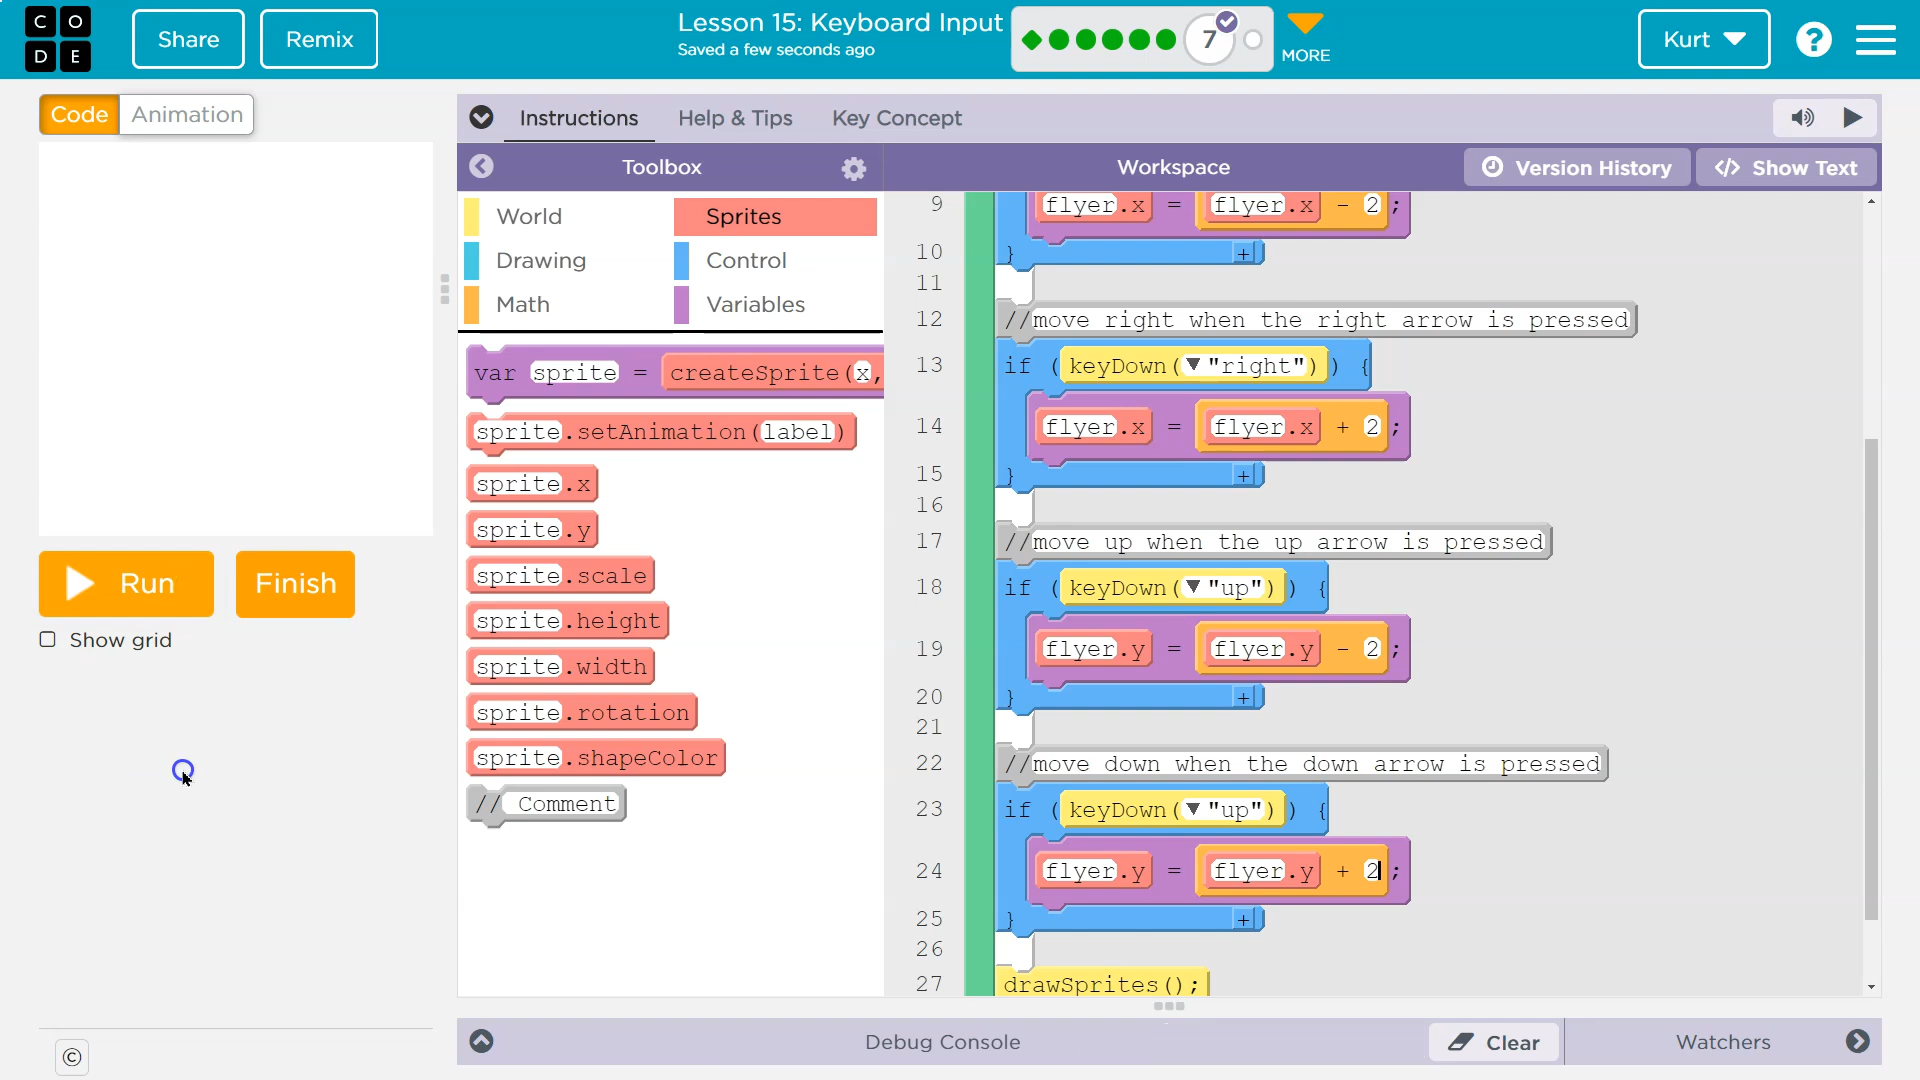 C O
D E
Share
Remix
Lesson 15: Keyboard Input
Saved a few seconds ago
7
MORE
Kurt
?
Code
Animation
Instructions
Help & Tips
Key Concept
Toolbox
Workspace
Version History
</> Show Text
World
Sprites
Drawing
Control
Math
Variables
var sprite = createSprite(x,
sprite.setAnimation(label)
sprite.x
sprite.y
sprite.scale
sprite.height
sprite.width
sprite.rotation
sprite.shapeColor
// Comment
9 flyer.x = flyer.x - 2;
10 } +
11
12 //move right when the right arrow is pressed
13 if (keyDown(▼"right")) {
14 flyer.x = flyer.x + 2;
15 } +
16
17 //move up when the up arrow is pressed
18 if (keyDown(▼"up")) {
19 flyer.y = flyer.y - 2;
20 } +
21
22 //move down when the down arrow is pressed
23 if (keyDown(▼"up")) {
24 flyer.y = flyer.y + 2;
25 } +
26
27 drawSprites();
Run
Finish
Show grid
©
Debug Console
Clear
Watchers